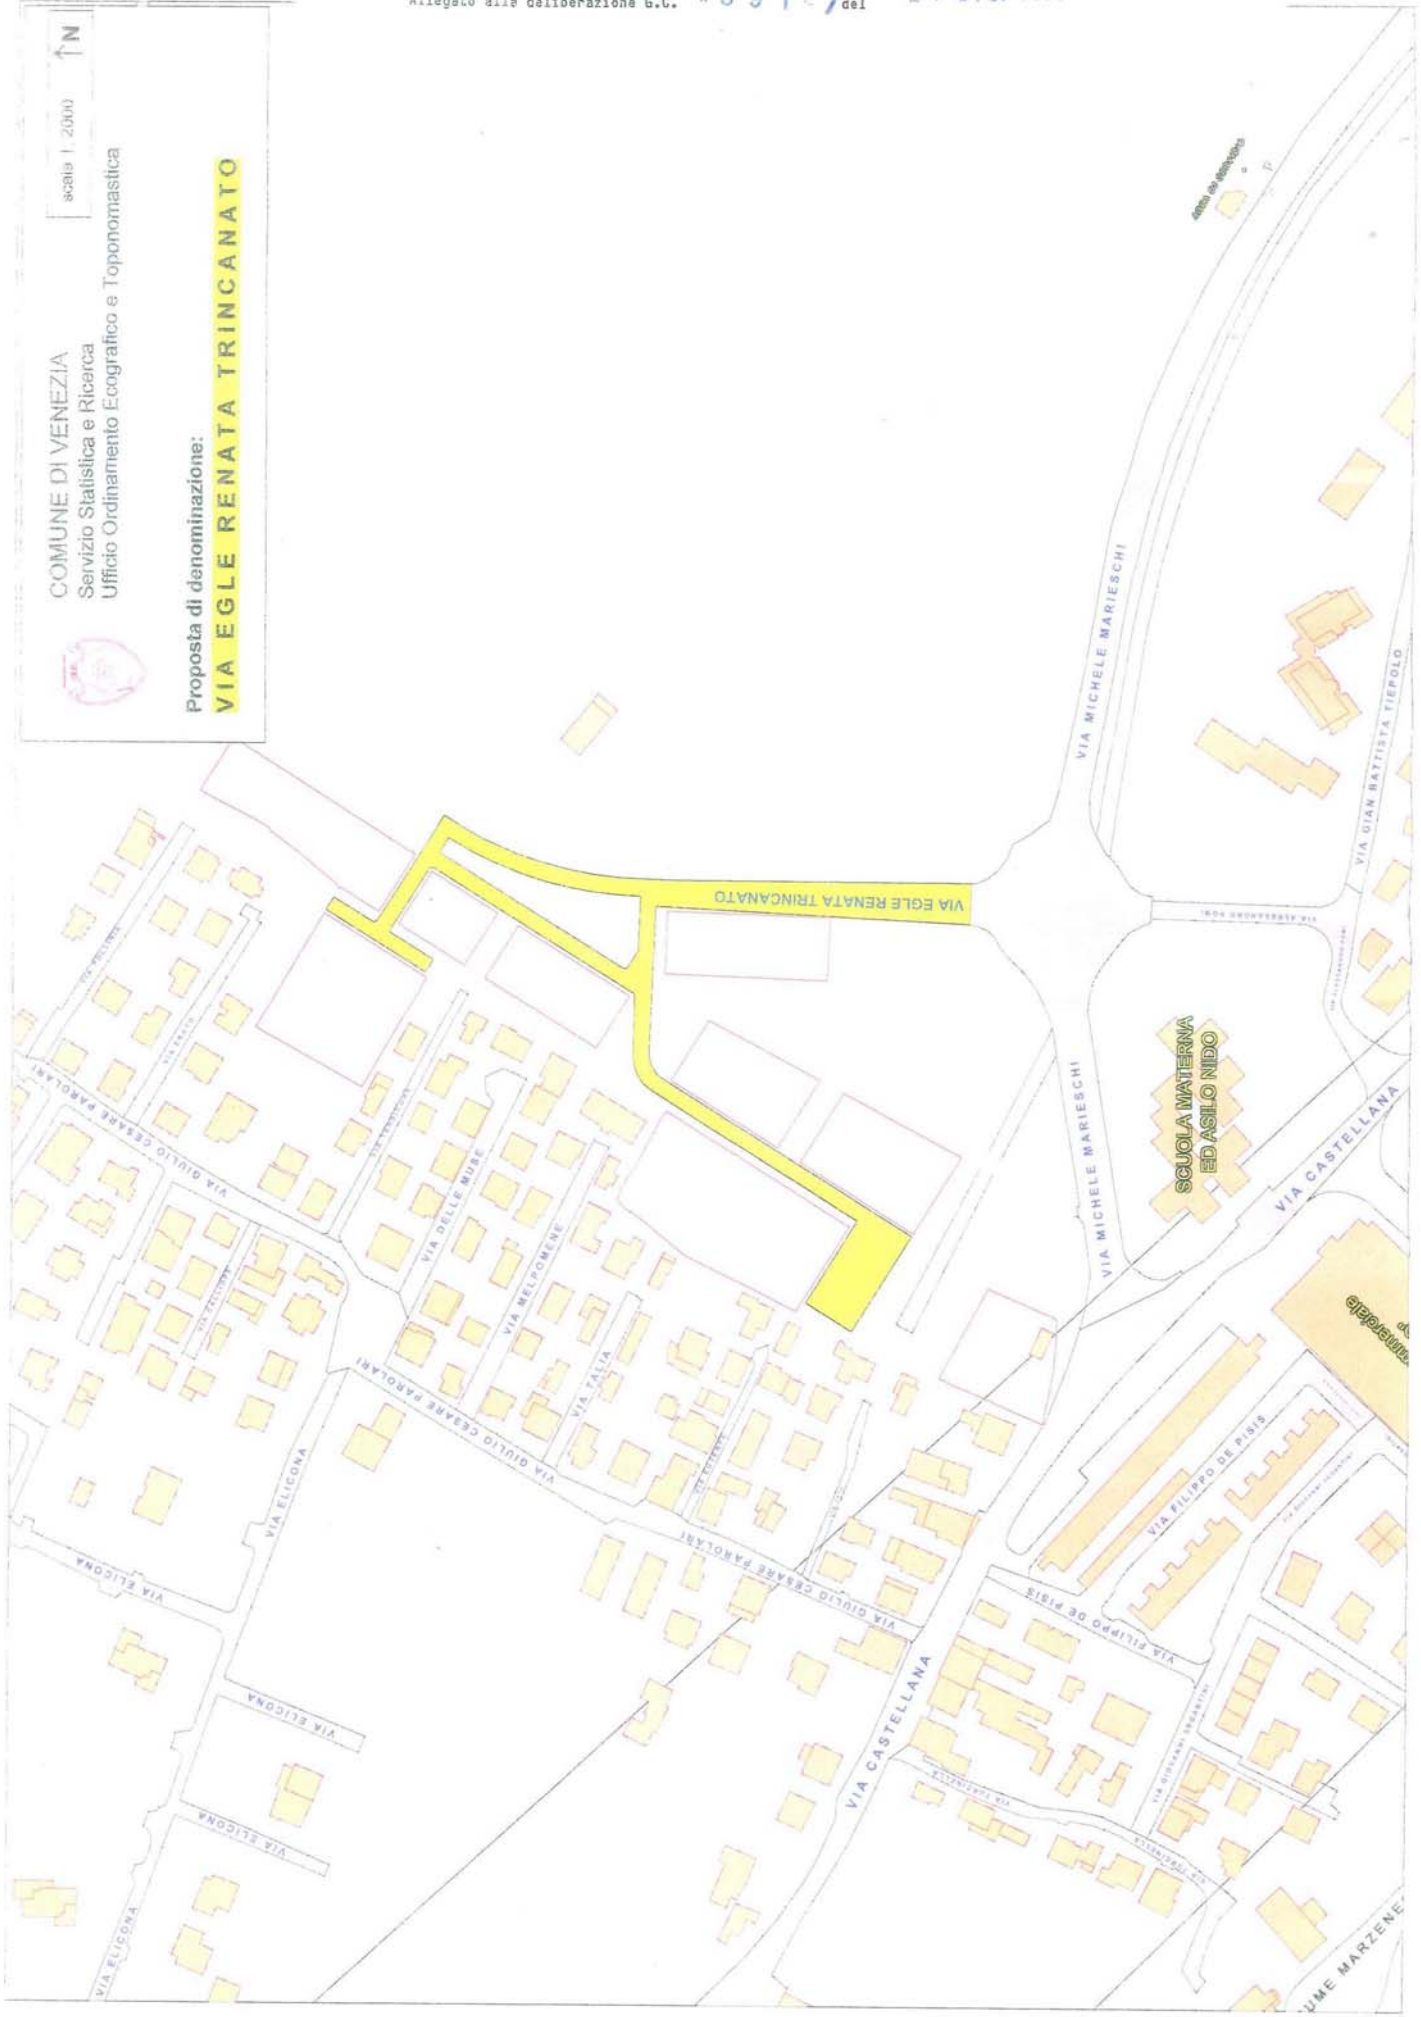 Allegato alla deliberazione G.C.
del
COMUNE DI VENEZIA
Servizio Statistica e Ricerca
Ufficio Ordinamento Ecografico e Toponomastica
scala 1:2000
N
Proposta di denominazione:
VIA EGLE RENATA TRINCANATO
VIA EGLE RENATA TRINCANATO
VIA MICHELE MARIESCHI
VIA MICHELE MARIESCHI
VIA GIAN BATTISTA TIEPOLO
SCUOLA MATERNA
ED ASILO NIDO
VIA CASTELLANA
VIA CASTELLANA
VIA GIULIO CESARE PAROLARI
VIA GIULIO CESARE PAROLARI
VIA GIULIO CESARE PAROLARI
VIA DELLE MUSE
VIA MELPOMENE
VIA TALIA
VIA ELICONA
VIA ELICONA
VIA ELICONA
VIA ELICONA
VIA ELICONA
VIA FILIPPO DE PISIS
VIA FILIPPO DE PISIS
UME MARZENE